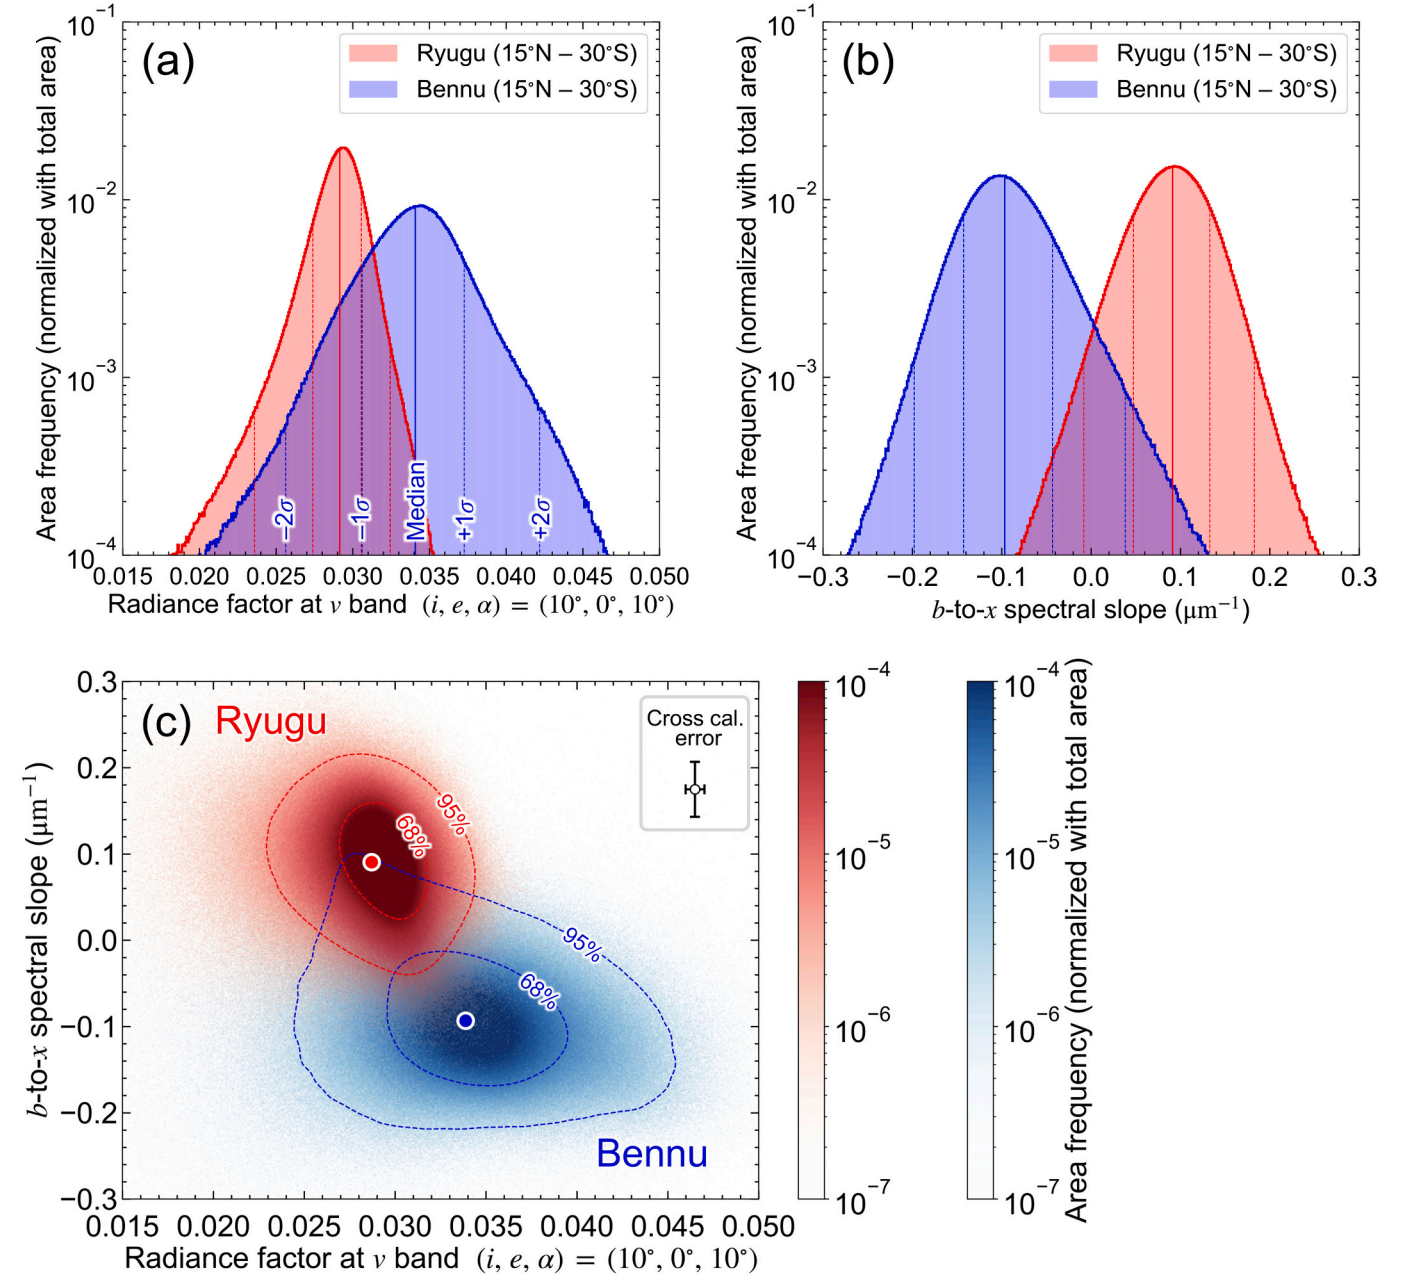 (a)
Ryugu (15°N – 30°S)
Bennu (15°N – 30°S)
Area frequency (normalized with total area)
10⁻¹
10⁻²
10⁻³
10⁻⁴
−2σ
−1σ
Median
+1σ
+2σ
0.015 0.020 0.025 0.030 0.035 0.040 0.045 0.050
Radiance factor at v band (i, e, α) = (10°, 0°, 10°)
(b)
Ryugu (15°N – 30°S)
Bennu (15°N – 30°S)
Area frequency (normalized with total area)
10⁻¹
10⁻²
10⁻³
10⁻⁴
−0.3 −0.2 −0.1 0.0 0.1 0.2 0.3
b-to-x spectral slope (μm⁻¹)
(c)
Ryugu
Cross cal.
error
95%
68%
95%
68%
Bennu
b-to-x spectral slope (μm⁻¹)
0.3
0.2
0.1
0.0
−0.1
−0.2
−0.3
0.015 0.020 0.025 0.030 0.035 0.040 0.045 0.050
Radiance factor at v band (i, e, α) = (10°, 0°, 10°)
10⁻⁴
10⁻⁵
10⁻⁶
10⁻⁷
10⁻⁴
10⁻⁵
10⁻⁶
10⁻⁷
Area frequency (normalized with total area)